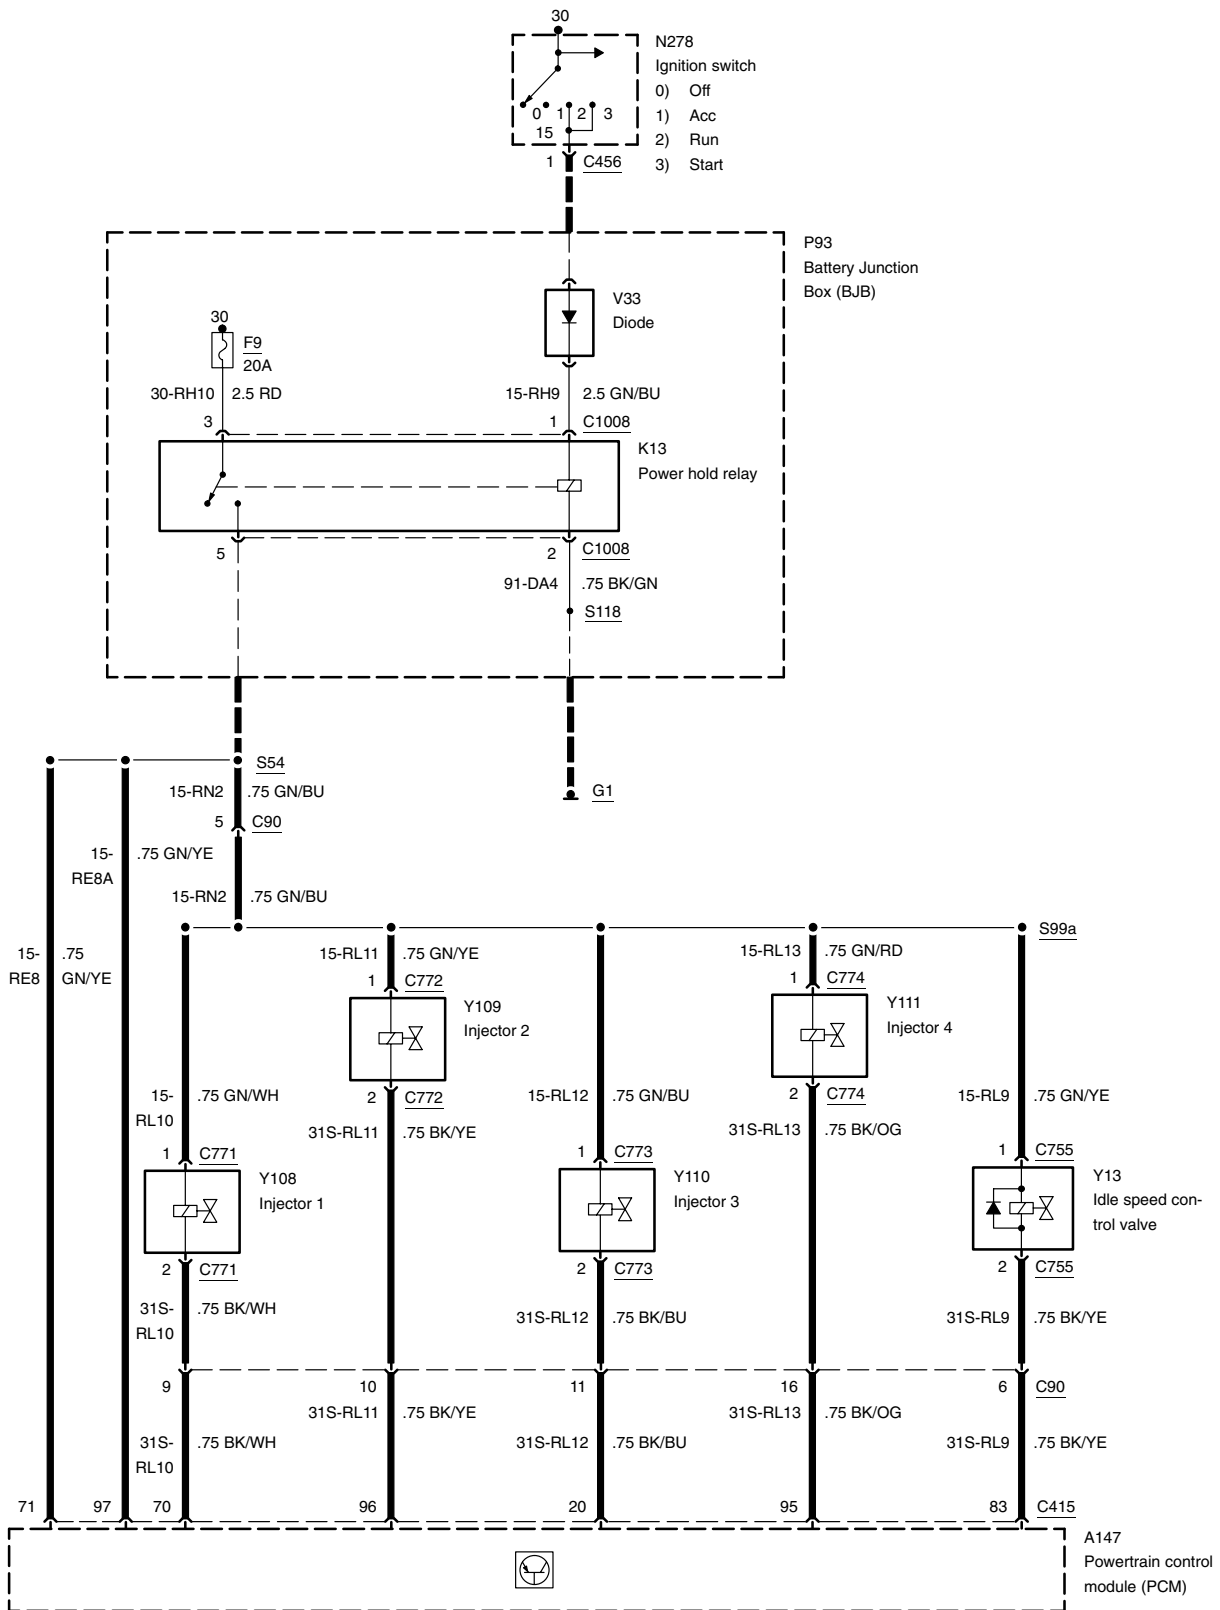 30
N278
Ignition switch
0) Off
1) Acc
2) Run
3) Start
0 1 2 3
15
1 C456
P93
Battery Junction
Box (BJB)
V33
Diode
30
F9
20A
30-RH10 2.5 RD
15-RH9 2.5 GN/BU
3
1 C1008
K13
Power hold relay
5
2 C1008
91-DA4 .75 BK/GN
S118
S54
G1
15-RN2 .75 GN/BU
5 C90
15- .75 GN/YE
RE8A
15-RN2 .75 GN/BU
S99a
15- .75
RE8 GN/YE
15-RL11 .75 GN/YE
15-RL13 .75 GN/RD
1 C772
1 C774
Y109
Injector 2
Y111
Injector 4
15- .75 GN/WH
RL10
2 C772
15-RL12 .75 GN/BU
2 C774
15-RL9 .75 GN/YE
31S-RL11 .75 BK/YE
31S-RL13 .75 BK/OG
1 C771
1 C773
1 C755
Y108
Injector 1
Y110
Injector 3
Y13
Idle speed con-
trol valve
2 C771
2 C773
2 C755
31S- .75 BK/WH
RL10
31S-RL12 .75 BK/BU
31S-RL9 .75 BK/YE
9 10 11 16 6 C90
31S-RL11 .75 BK/YE
31S-RL13 .75 BK/OG
31S- .75 BK/WH
RL10
31S-RL12 .75 BK/BU
31S-RL9 .75 BK/YE
71 97 70 96 20 95 83 C415
A147
Powertrain control
module (PCM)